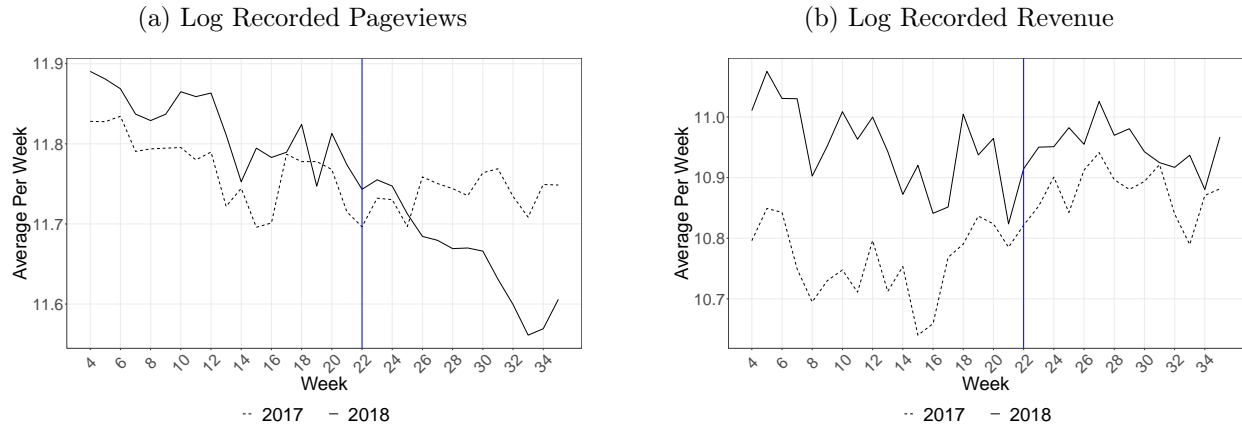 (a) Log Recorded Pageviews
Average Per Week
11.9
11.8
11.7
11.6
4 6 8 10 12 14 16 18 20 22 24 26 28 30 32 34
Week
2017 2018
(b) Log Recorded Revenue
Average Per Week
11.0
10.9
10.8
10.7
4 6 8 10 12 14 16 18 20 22 24 26 28 30 32 34
Week
2017 2018